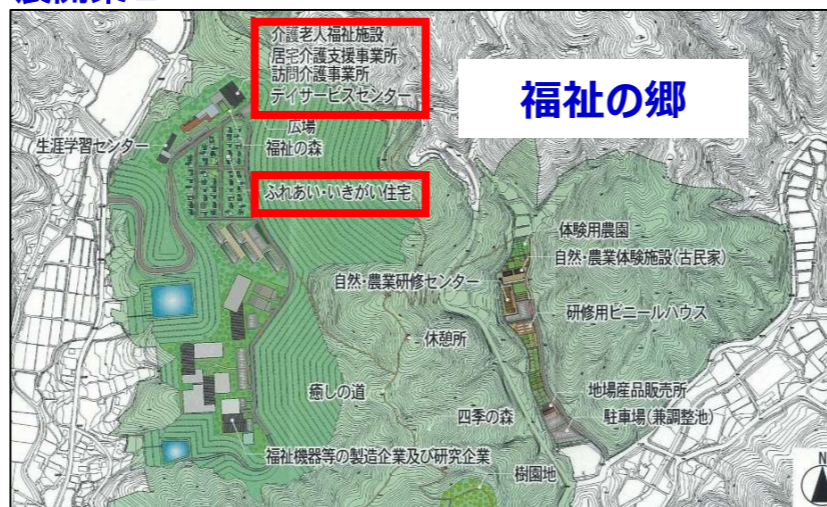 介護老人福祉施設
居宅介護支援事業所
訪問介護事業所
デイサービスセンター
福祉の郷
広場
生涯学習センター
福祉の森
ふれあい・いきがい住宅
体験用農園
自然・農業体験施設(古民家)
自然・農業研修センター
研修用ビニールハウス
休憩所
癒しの道
地場産品販売所
四季の森
駐車場(兼調整池)
福祉機器等の製造企業及び研究企業
樹園地
N